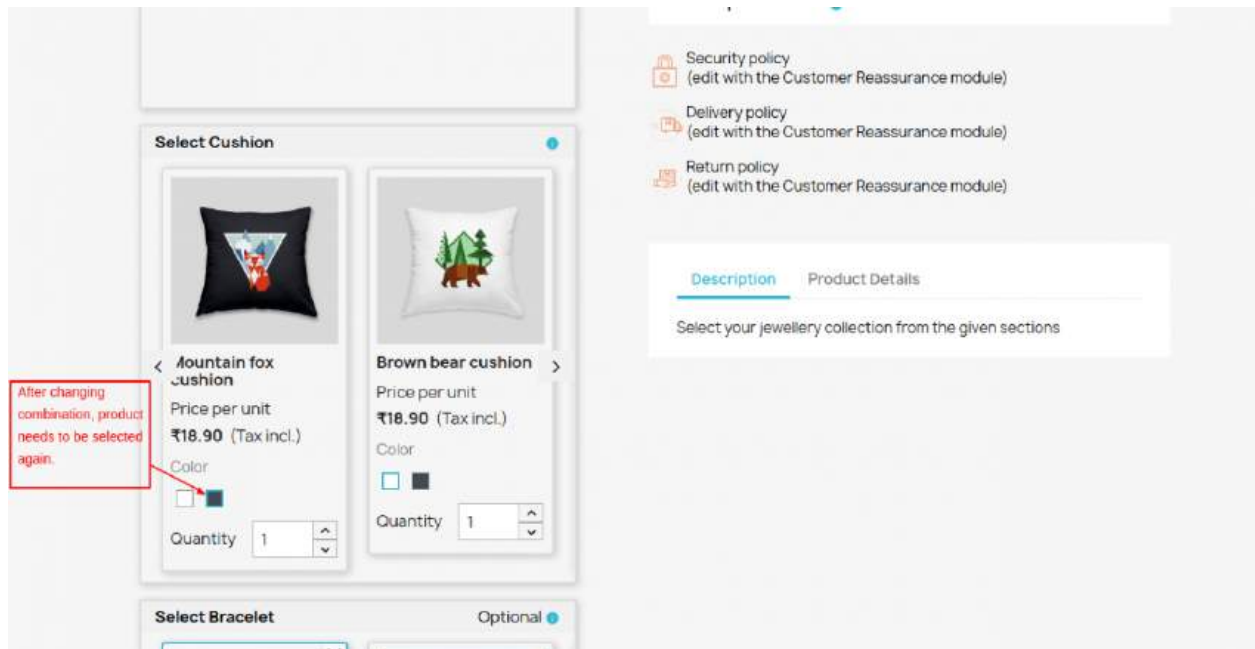 Security policy
(edit with the Customer Reassurance module)
Delivery policy
(edit with the Customer Reassurance module)
Return policy
(edit with the Customer Reassurance module)
Select Cushion
Mountain fox
cushion
Price per unit
₹18.90 (Tax incl.)
Color
Quantity 1
Brown bear cushion
Price per unit
₹18.90 (Tax incl.)
Color
Quantity 1
After changing
combination, product
needs to be selected
again.
Description Product Details
Select your jewellery collection from the given sections
Select Bracelet Optional